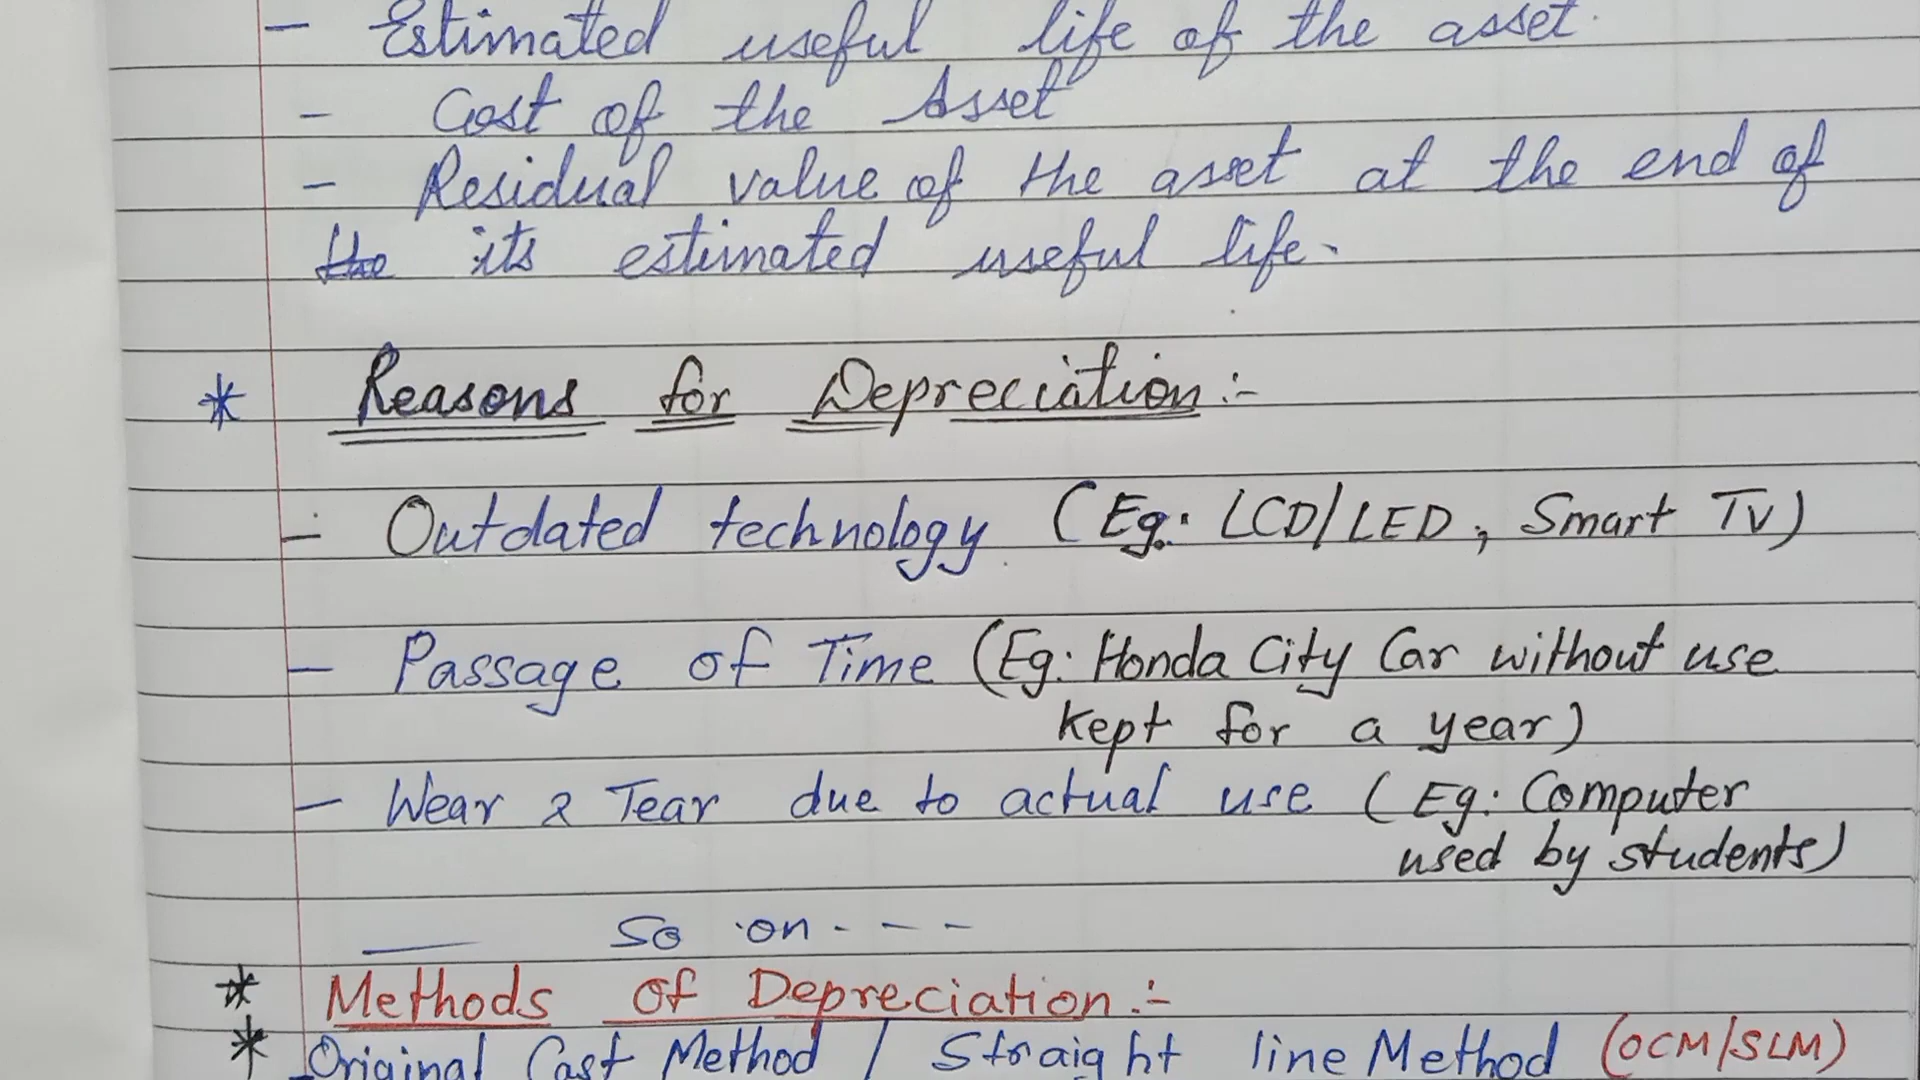 - Estimated useful life of the asset.
- Cost of the Asset
- Residual value of the asset at the end of
the its estimated useful life.
* Reasons for Depreciation :-
- Outdated technology (Eg: LCD/LED, Smart TV)
- Passage of Time (Eg: Honda City Car without use
kept for a year)
- Wear & Tear due to actual use (Eg: Computer
used by students)
— So on - - -
* Methods of Depreciation :-
* Original Cost Method / Straight line Method (OCM/SLM)